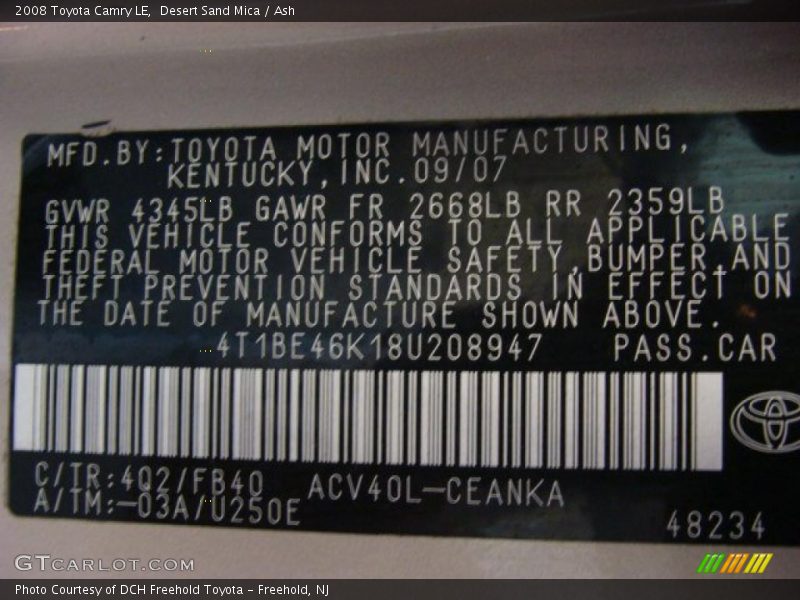 2008 Toyota Camry LE,  Desert Sand Mica / Ash
MFD.BY:TOYOTA MOTOR MANUFACTURING,
KENTUCKY,INC.09/07
GVWR 4345LB GAWR FR 2668LB RR 2359LB
THIS VEHICLE CONFORMS TO ALL APPLICABLE
FEDERAL MOTOR VEHICLE SAFETY,BUMPER,AND
THEFT PREVENTION STANDARDS IN EFFECT ON
THE DATE OF MANUFACTURE SHOWN ABOVE.
4T1BE46K18U208947 PASS.CAR
C/TR:4Q2/FB40 ACV40L-CEANKA
A/TM:-03A/U250E
48234
GTCARLOT.COM
Photo Courtesy of DCH Freehold Toyota - Freehold, NJ